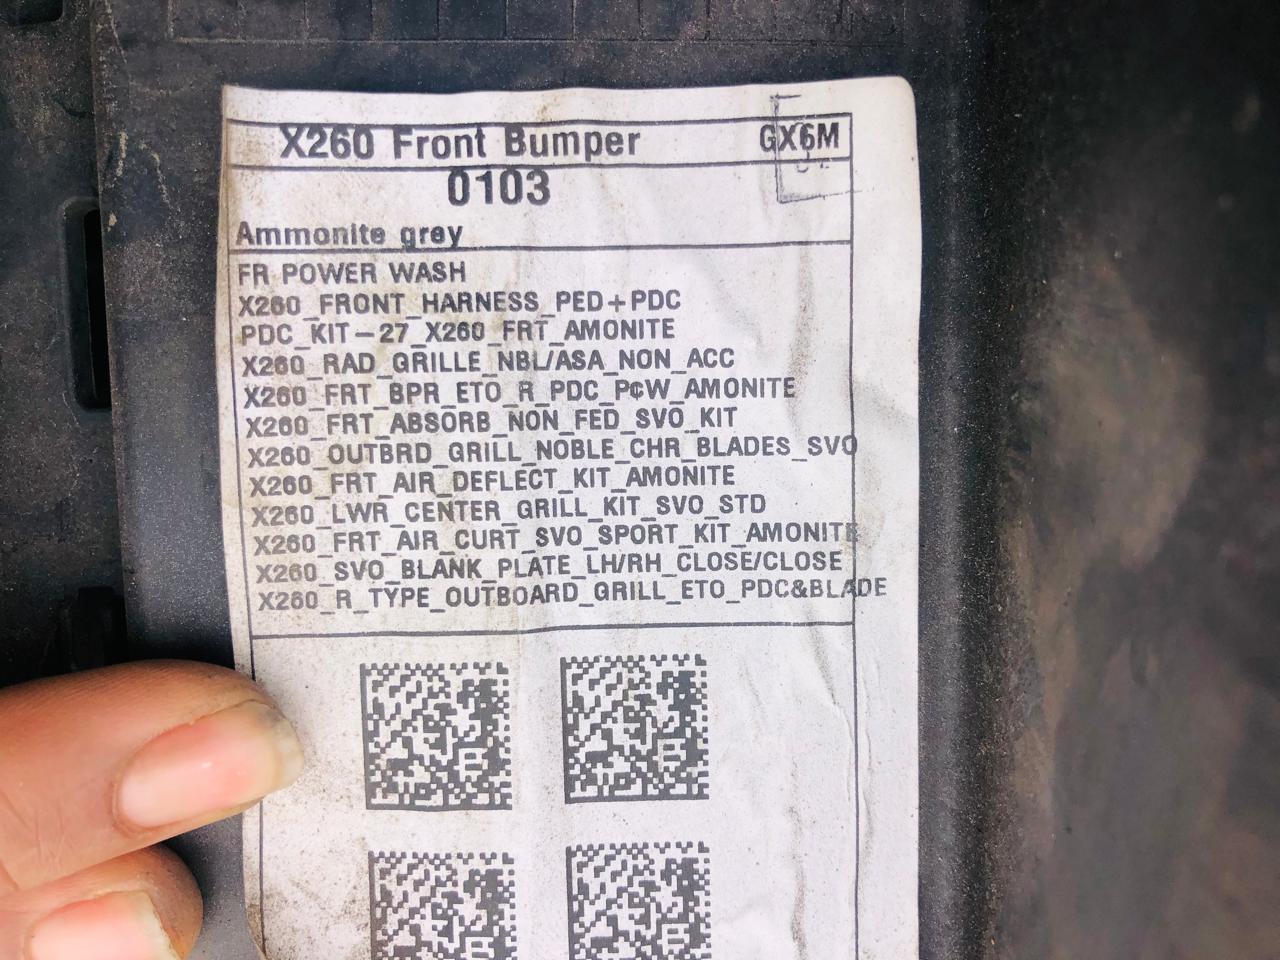 X260 Front Bumper GX6M
0103
Ammonite grey
FR POWER WASH
X260_FRONT_HARNESS_PED+PDC
PDC_KIT-27_X260_FRT_AMONITE
X260_RAD_GRILLE_NBL/ASA_NON_ACC
X260_FRT_BPR_ETO_R_PDC_P¢W_AMONITE
X260_FRT_ABSORB_NON_FED_SVO_KIT
X260_OUTBRD_GRILL_NOBLE_CHR_BLADES_SVO
X260_FRT_AIR_DEFLECT_KIT_AMONITE
X260_LWR_CENTER_GRILL_KIT_SVO_STD
X260_FRT_AIR_CURT_SVO_SPORT_KIT_AMONITE
X260_SVO_BLANK_PLATE_LH/RH_CLOSE/CLOSE
X260_R_TYPE_OUTBOARD_GRILL_ETO_PDC&BLADE